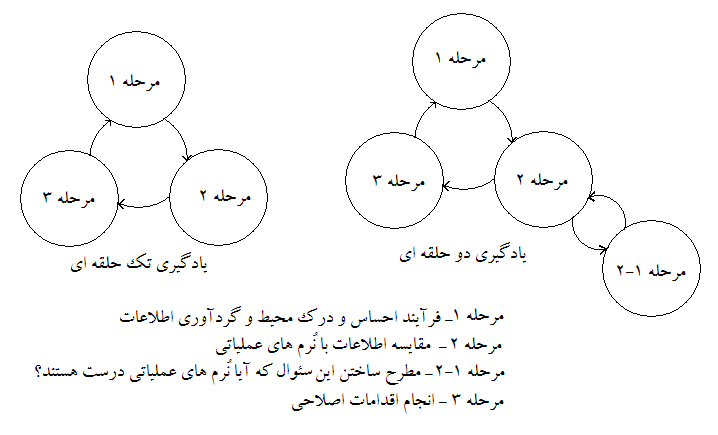 مرحله ۱
مرحله ۲
مرحله ۳
یادگیری تک حلقه ای
مرحله ۱
مرحله ۲
مرحله ۳
مرحله ۱-۲
یادگیری دو حلقه ای
مرحله ۱_ فرآیند احساس و درک محیط و گردآوری اطلاعات
مرحله ۲ _ مقایسه اطلاعات با نُرم های عملیاتی
مرحله ۱-۲_ مطرح ساختن این سئوال که آیا نُرم های عملیاتی درست هستند؟
مرحله ۳ _ انجام اقدامات اصلاحی